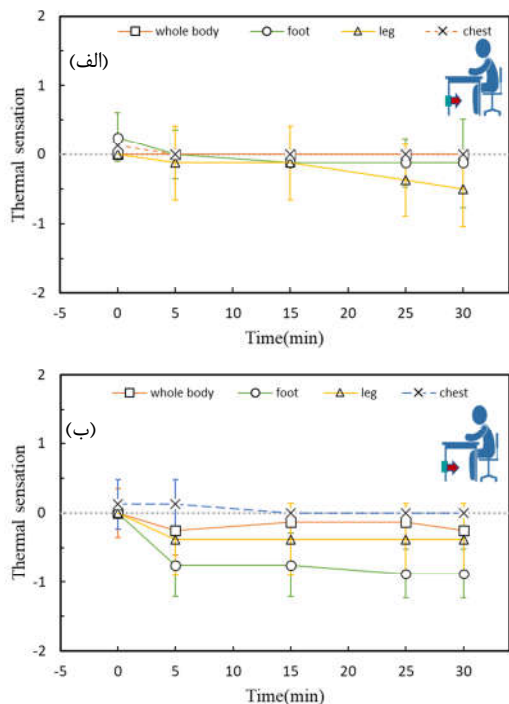 2
whole body foot leg chest
(الف)
1
Thermal sensation
0
-1
-2
-5 0 5 10 15 20 25 30
Time(min)
2
whole body foot leg chest
(ب)
1
Thermal sensation
0
-1
-2
-5 0 5 10 15 20 25 30
Time(min)